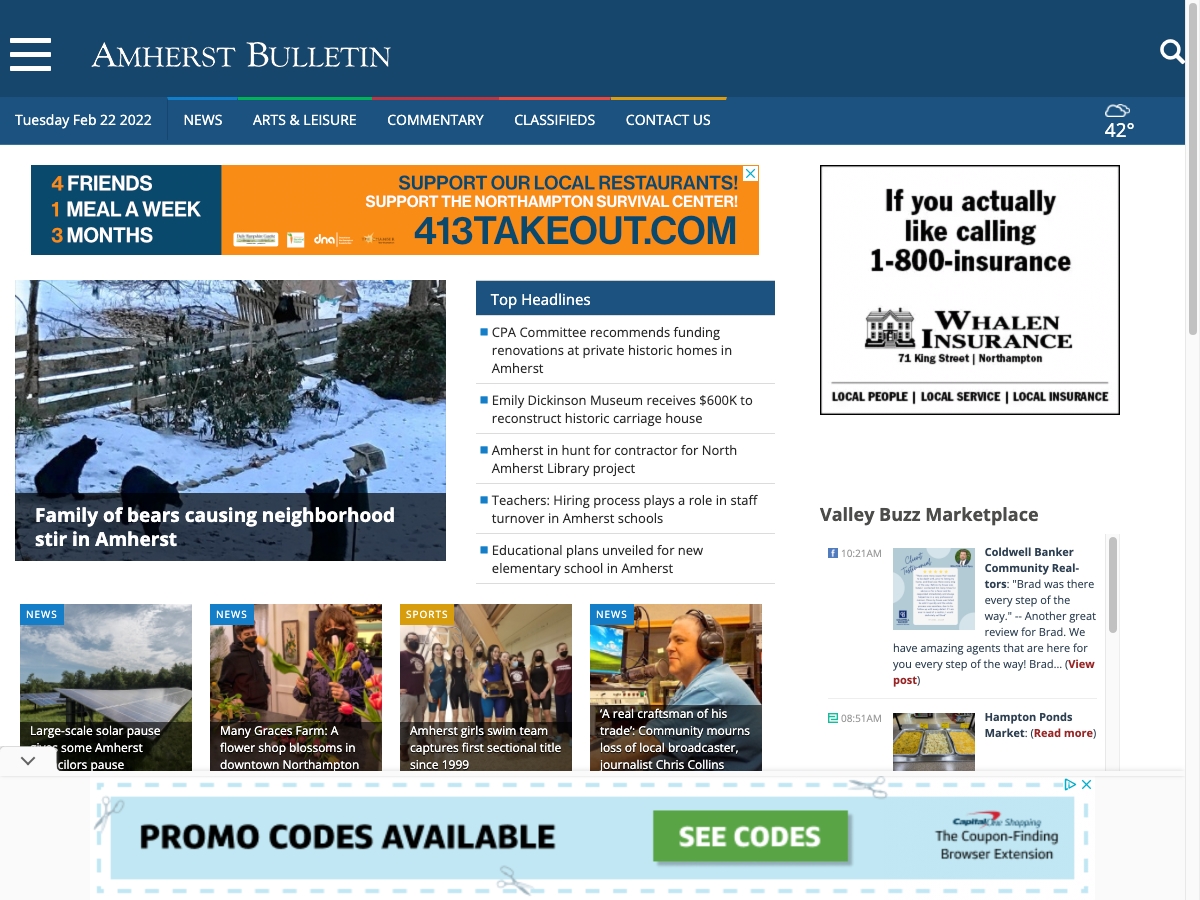 AMHERST BULLETIN
Tuesday Feb 22 2022
NEWS
ARTS & LEISURE
COMMENTARY
CLASSIFIEDS
CONTACT US
42°
4 FRIENDS
1 MEAL A WEEK
3 MONTHS
SUPPORT OUR LOCAL RESTAURANTS!
SUPPORT THE NORTHAMPTON SURVIVAL CENTER!
dna
413TAKEOUT.COM
If you actually
like calling
1-800-insurance
WHALEN
INSURANCE
71 King Street | Northampton
LOCAL PEOPLE | LOCAL SERVICE | LOCAL INSURANCE
Family of bears causing neighborhood
stir in Amherst
Top Headlines
CPA Committee recommends funding
renovations at private historic homes in
Amherst
Emily Dickinson Museum receives $600K to
reconstruct historic carriage house
Amherst in hunt for contractor for North
Amherst Library project
Teachers: Hiring process plays a role in staff
turnover in Amherst schools
Educational plans unveiled for new
elementary school in Amherst
Valley Buzz Marketplace
10:21AM
Client
Testimonial
Coldwell Banker
Community Real-
tors: "Brad was there
every step of the
way." -- Another great
review for Brad. We
have amazing agents that are here for
you every step of the way! Brad... (View
post)
08:51AM
Hampton Ponds
Market: (Read more)
NEWS
Large-scale solar pause
gives some Amherst
cilors pause
NEWS
Many Graces Farm: A
flower shop blossoms in
downtown Northampton
SPORTS
Amherst girls swim team
captures first sectional title
since 1999
NEWS
‘A real craftsman of his
trade’: Community mourns
loss of local broadcaster,
journalist Chris Collins
PROMO CODES AVAILABLE
SEE CODES
Capital One Shopping
The Coupon-Finding
Browser Extension